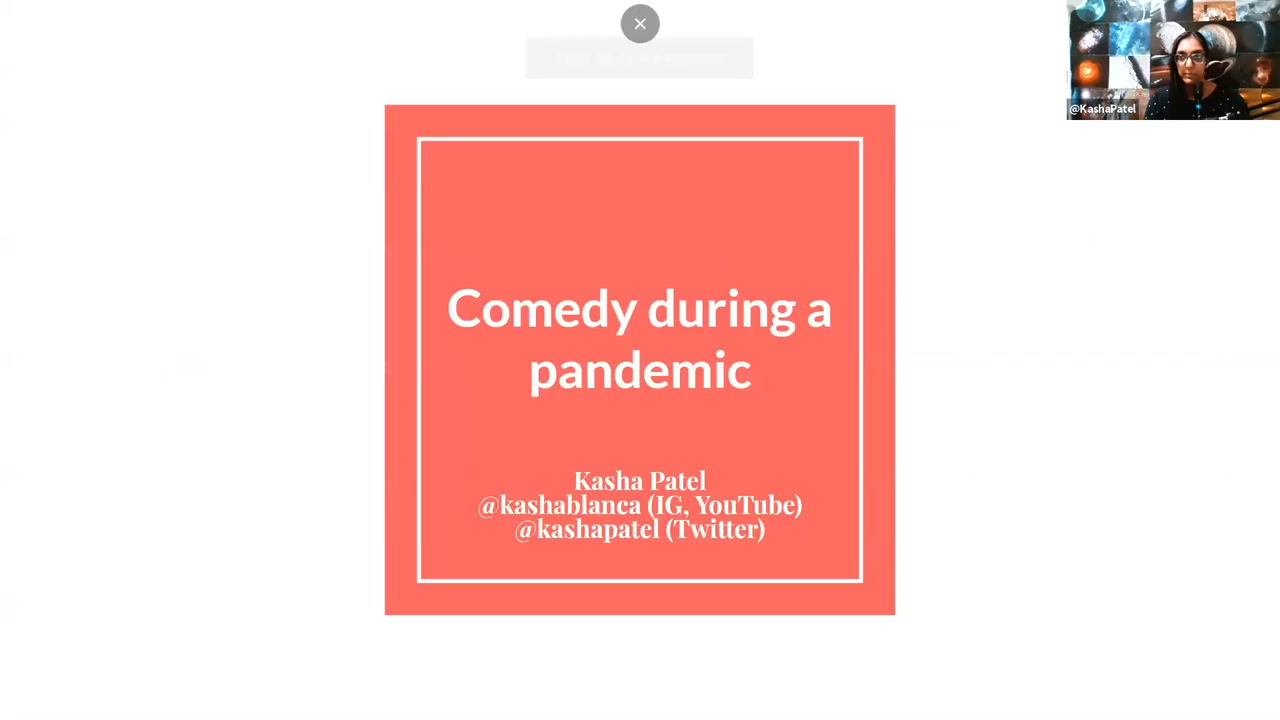 @KashaPatel
Comedy during a
pandemic
Kasha Patel
@kashablanca (IG, YouTube)
@kashapatel (Twitter)